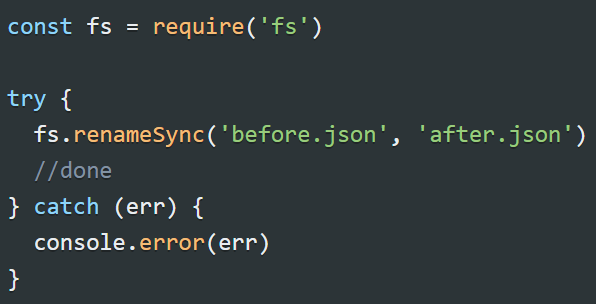 const fs = require('fs')

try {
  fs.renameSync('before.json', 'after.json')
  //done
} catch (err) {
  console.error(err)
}